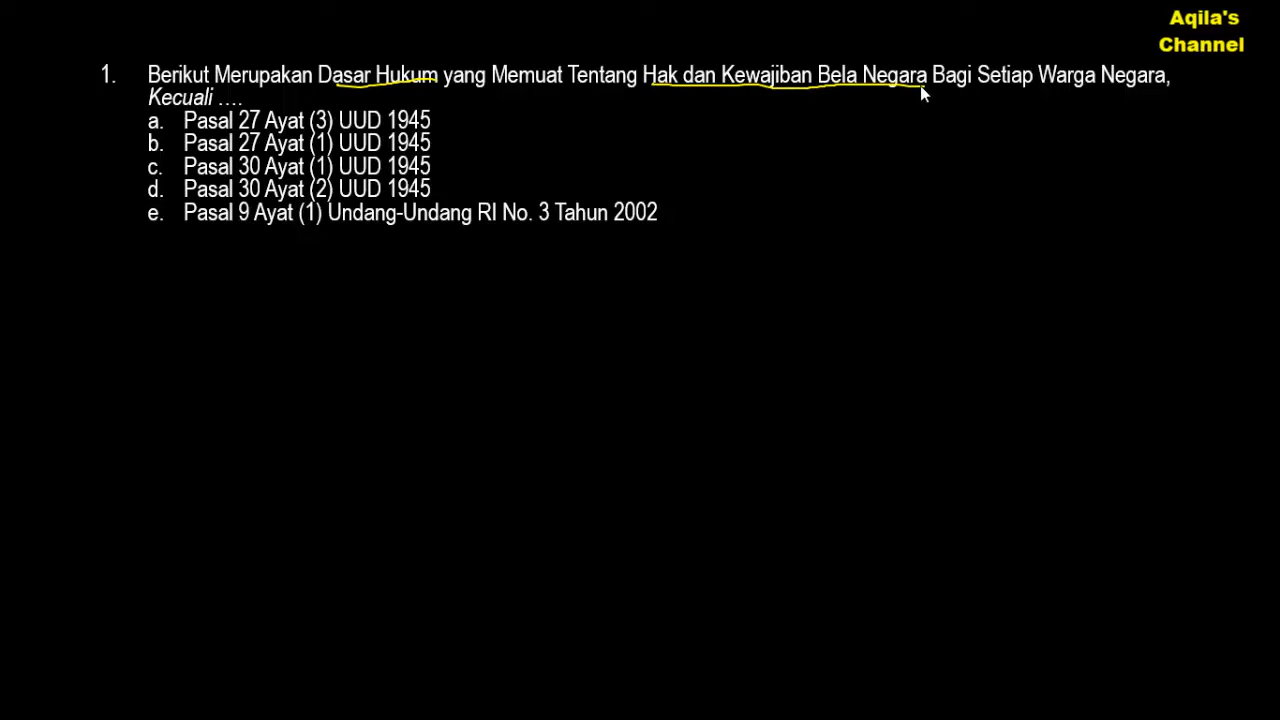 Aqila's
Channel
1. Berikut Merupakan Dasar Hukum yang Memuat Tentang Hak dan Kewajiban Bela Negara Bagi Setiap Warga Negara,
Kecuali ....
a. Pasal 27 Ayat (3) UUD 1945
b. Pasal 27 Ayat (1) UUD 1945
c. Pasal 30 Ayat (1) UUD 1945
d. Pasal 30 Ayat (2) UUD 1945
e. Pasal 9 Ayat (1) Undang-Undang RI No. 3 Tahun 2002